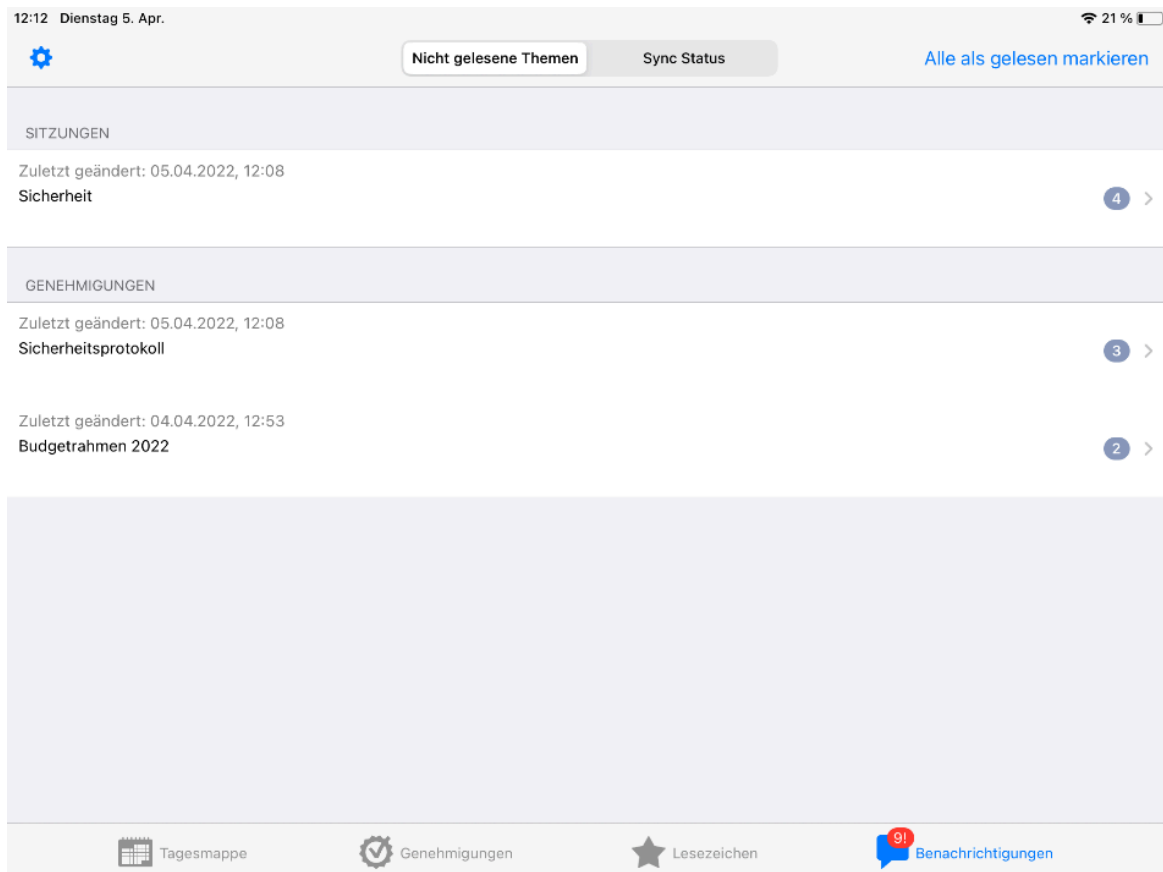 12:12 Dienstag 5. Apr. 21 %
Nicht gelesene Themen Sync Status Alle als gelesen markieren
SITZUNGEN
Zuletzt geändert: 05.04.2022, 12:08
Sicherheit
4
GENEHMIGUNGEN
Zuletzt geändert: 05.04.2022, 12:08
Sicherheitsprotokoll
3
Zuletzt geändert: 04.04.2022, 12:53
Budgetrahmen 2022
2
9!
Tagesmappe Genehmigungen Lesezeichen Benachrichtigungen